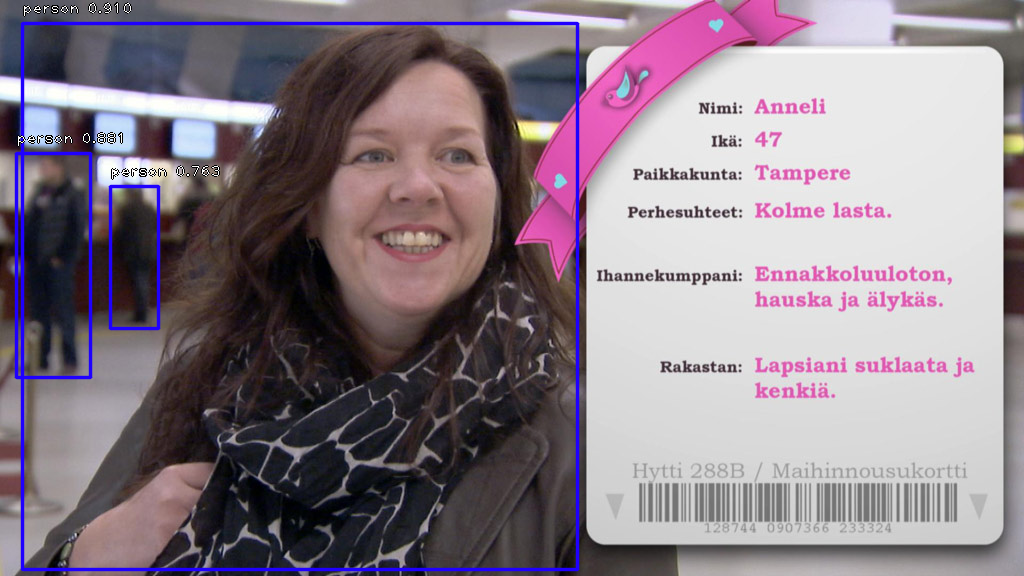 person 0.910
person 0.881
person 0.763
Nimi: Anneli
Ikä: 47
Paikkakunta: Tampere
Perhesuhteet: Kolme lasta.
Ihannekumppani: Ennakkoluuloton,
hauska ja älykäs.
Rakastan: Lapsiani suklaata ja
kenkiä.
Hytti 288B / Maihinnousukortti
128744 0907366 233324